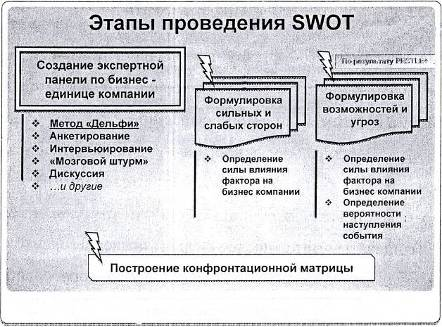 Этапы проведения SWOT
Создание экспертной
панели по бизнес -
единице компании
Метод «Дельфи»
Анкетирование
Интервьюирование
«Мозговой штурм»
Дискуссия
...и другие
Формулировка
сильных и
слабых сторон
Определение
силы влияния
фактора на
бизнес компании
По результату PESTLE+
Формулировка
возможностей и
угроз
Определение
силы влияния
фактора на
бизнес компании
Определение
вероятности
наступления
события
Построение конфронтационной матрицы